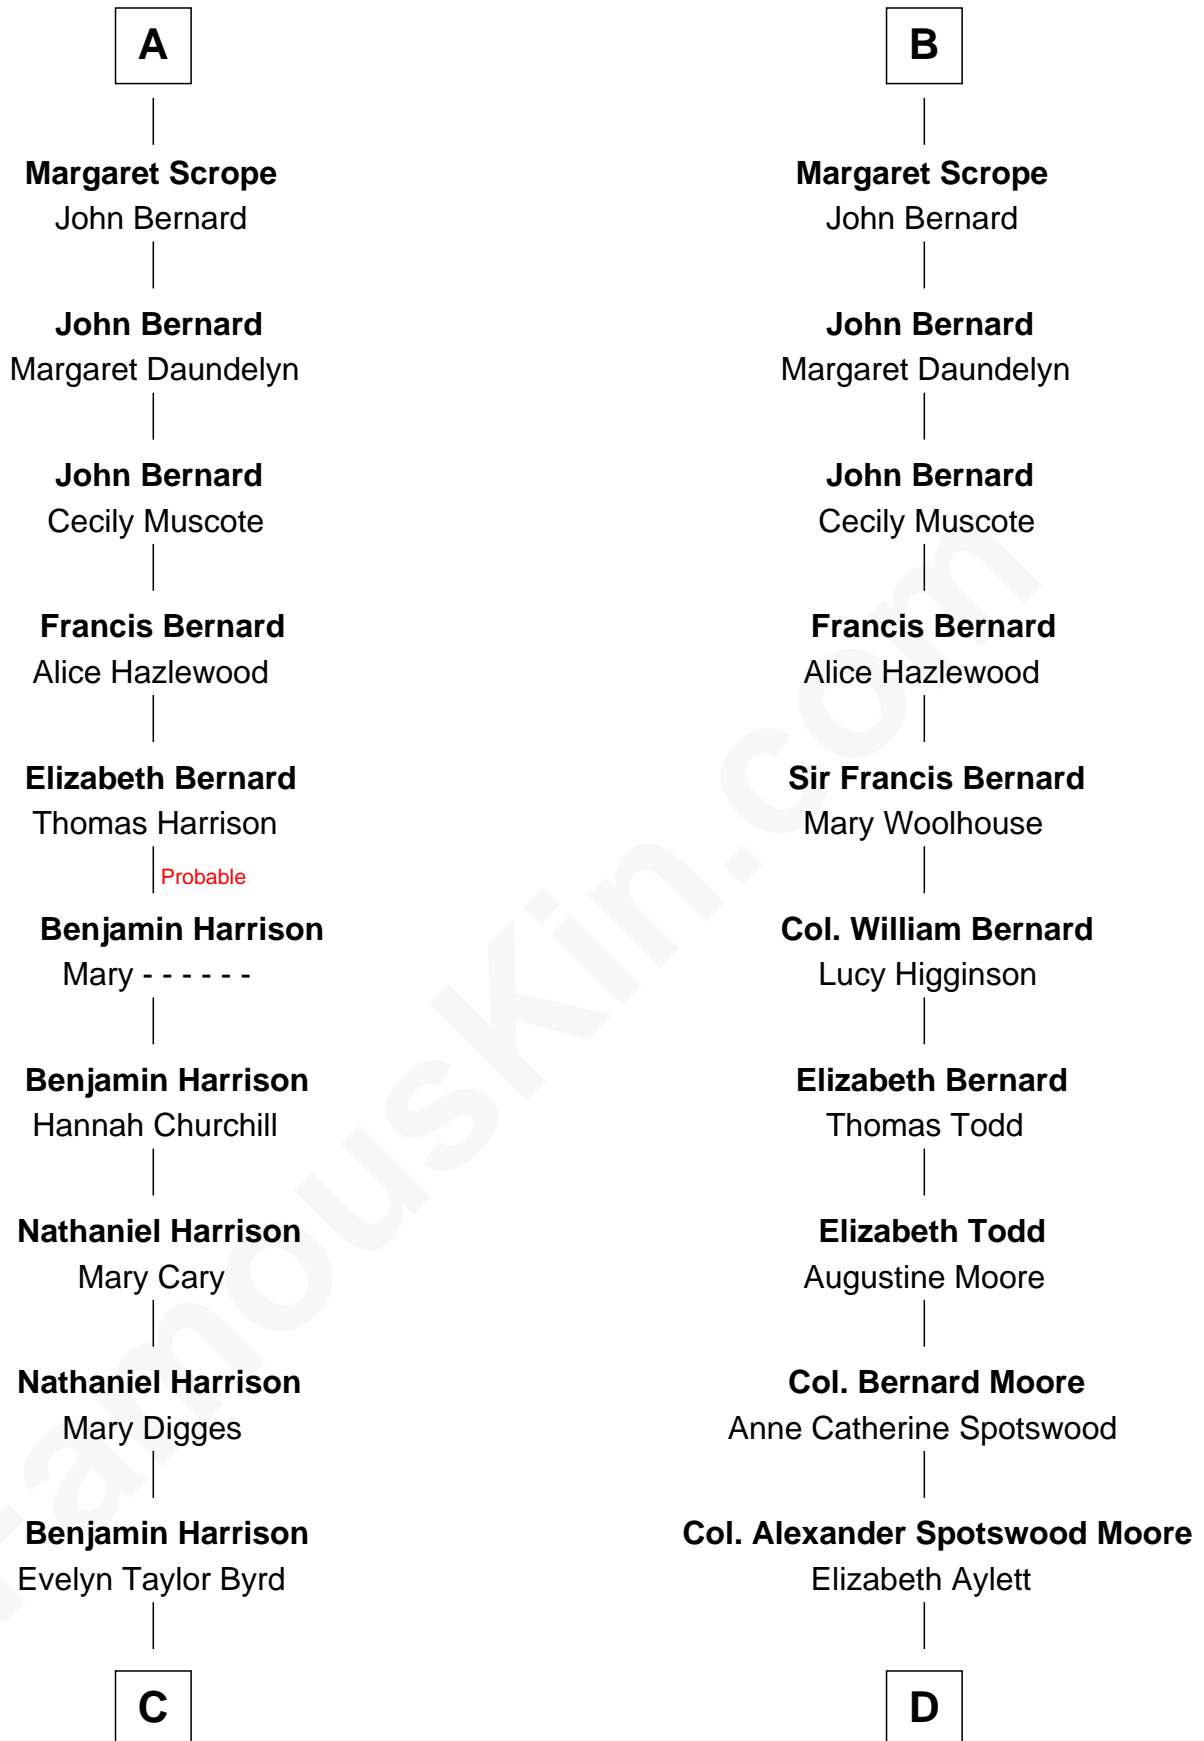 A
Margaret Scrope
John Bernard
John Bernard
Margaret Daundelyn
John Bernard
Cecily Muscote
Francis Bernard
Alice Hazlewood
Elizabeth Bernard
Thomas Harrison
Probable
Benjamin Harrison
Mary - - - - - -
Benjamin Harrison
Hannah Churchill
Nathaniel Harrison
Mary Cary
Nathaniel Harrison
Mary Digges
Benjamin Harrison
Evelyn Taylor Byrd
C
B
Margaret Scrope
John Bernard
John Bernard
Margaret Daundelyn
John Bernard
Cecily Muscote
Francis Bernard
Alice Hazlewood
Sir Francis Bernard
Mary Woolhouse
Col. William Bernard
Lucy Higginson
Elizabeth Bernard
Thomas Todd
Elizabeth Todd
Augustine Moore
Col. Bernard Moore
Anne Catherine Spotswood
Col. Alexander Spotswood Moore
Elizabeth Aylett
D
FamousKin.com